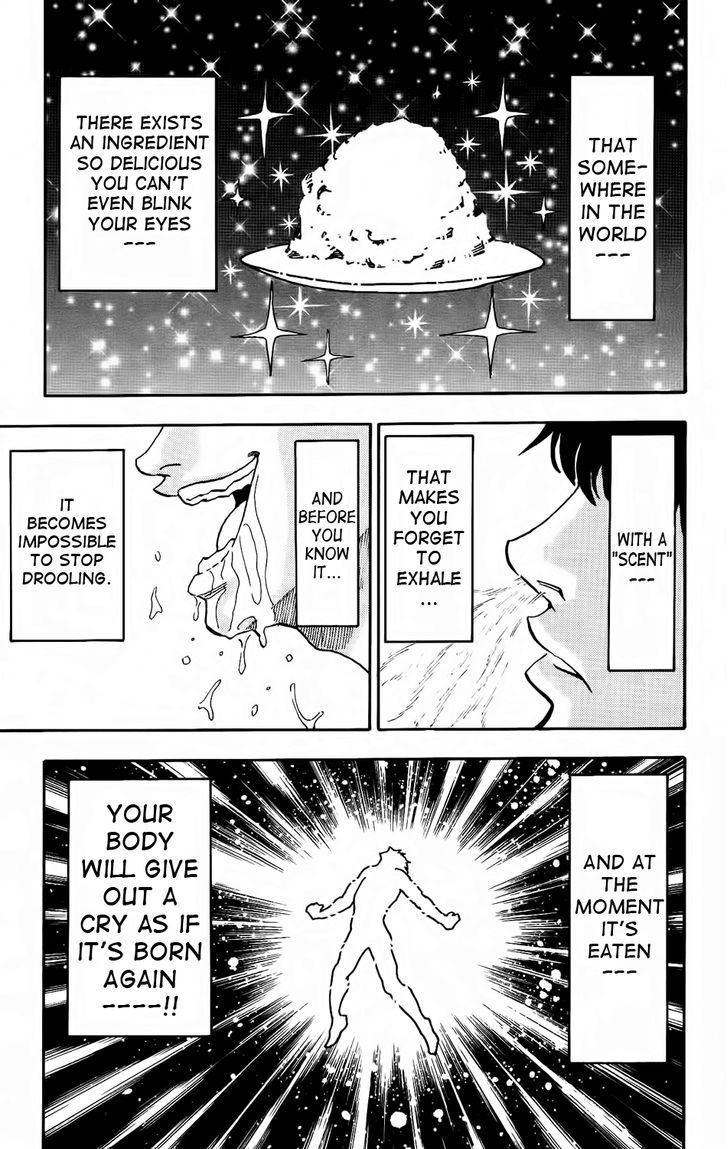 THAT
SOME-
WHERE
IN THE
WORLD
---
THERE EXISTS
AN INGREDIENT
SO DELICIOUS
YOU CAN'T
EVEN BLINK
YOUR EYES
---
WITH A
"SCENT"
---
THAT
MAKES
YOU
FORGET
TO
EXHALE
...
AND
BEFORE
YOU
KNOW
IT...
IT
BECOMES
IMPOSSIBLE
TO STOP
DROOLING.
AND AT
THE
MOMENT
IT'S
EATEN
---
YOUR
BODY
WILL GIVE
OUT A
CRY AS IF
IT'S BORN
AGAIN
----!!